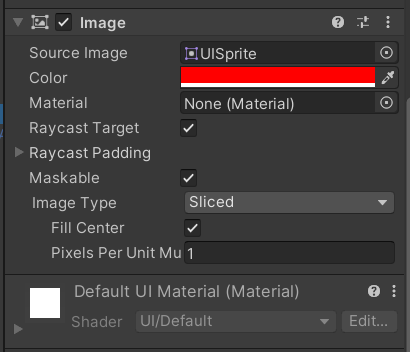 Image
Source Image UISprite
Color
Material None (Material)
Raycast Target
Raycast Padding
Maskable
Image Type Sliced
Fill Center
Pixels Per Unit Mu 1
Default UI Material (Material)
Shader UI/Default Edit...